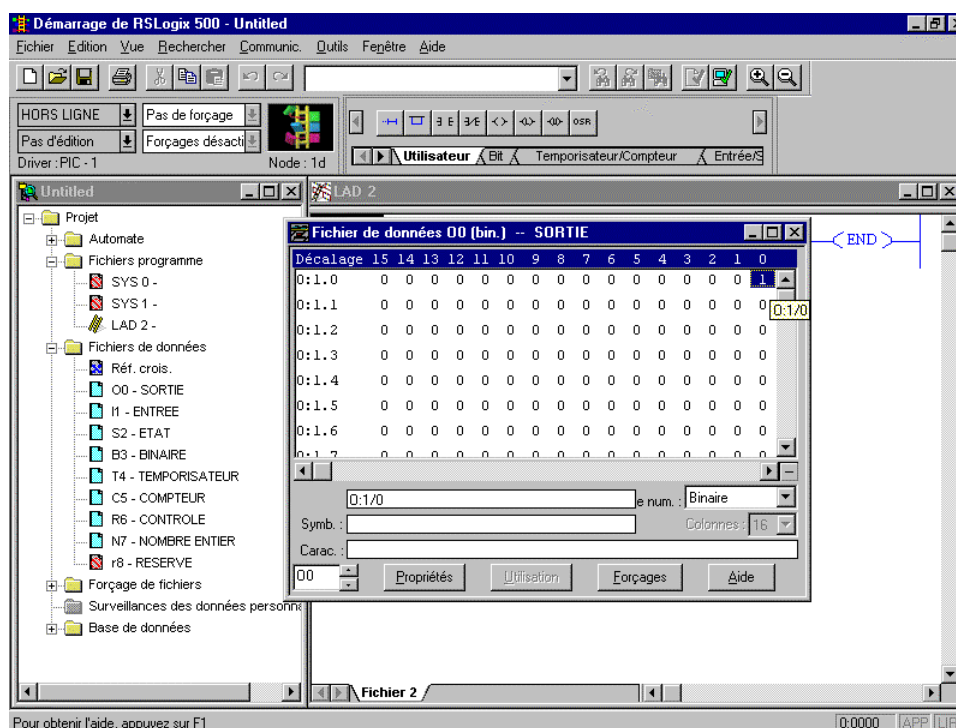 Démarrage de RSLogix 500 - Untitled
Fichier Edition Vue Rechercher Communic. Outils Fenêtre Aide
HORS LIGNE Pas de forçage
Pas d'édition Forçages désacti
Driver : PIC - 1 Node : 1d
Utilisateur Bit Temporisateur/Compteur Entrée/S
Untitled
Projet
Automate
Fichiers programme
SYS 0 -
SYS 1 -
LAD 2 -
Fichiers de données
Réf. crois.
O0 - SORTIE
I1 - ENTREE
S2 - ETAT
B3 - BINAIRE
T4 - TEMPORISATEUR
C5 - COMPTEUR
R6 - CONTROLE
N7 - NOMBRE ENTIER
r8 - RESERVE
Forçage de fichiers
Surveillances des données personn
Base de données
LAD 2
END
Fichier de données O0 (bin.) -- SORTIE
Décalage 15 14 13 12 11 10 9 8 7 6 5 4 3 2 1 0
O:1.0 0 0 0 0 0 0 0 0 0 0 0 0 0 0 0 1
O:1/0
O:1.1 0 0 0 0 0 0 0 0 0 0 0 0 0 0 0 0
O:1.2 0 0 0 0 0 0 0 0 0 0 0 0 0 0 0 0
O:1.3 0 0 0 0 0 0 0 0 0 0 0 0 0 0 0 0
O:1.4 0 0 0 0 0 0 0 0 0 0 0 0 0 0 0 0
O:1.5 0 0 0 0 0 0 0 0 0 0 0 0 0 0 0 0
O:1.6 0 0 0 0 0 0 0 0 0 0 0 0 0 0 0 0
O:1.7 0 0 0 0 0 0 0 0 0 0 0 0 0 0 0 0
O:1/0 e num. : Binaire
Symb. : Colonnes : 16
Carac. :
O0 Propriétés Utilisation Forçages Aide
Fichier 2
Pour obtenir l'aide, appuyez sur F1 0:0000 APP LIR